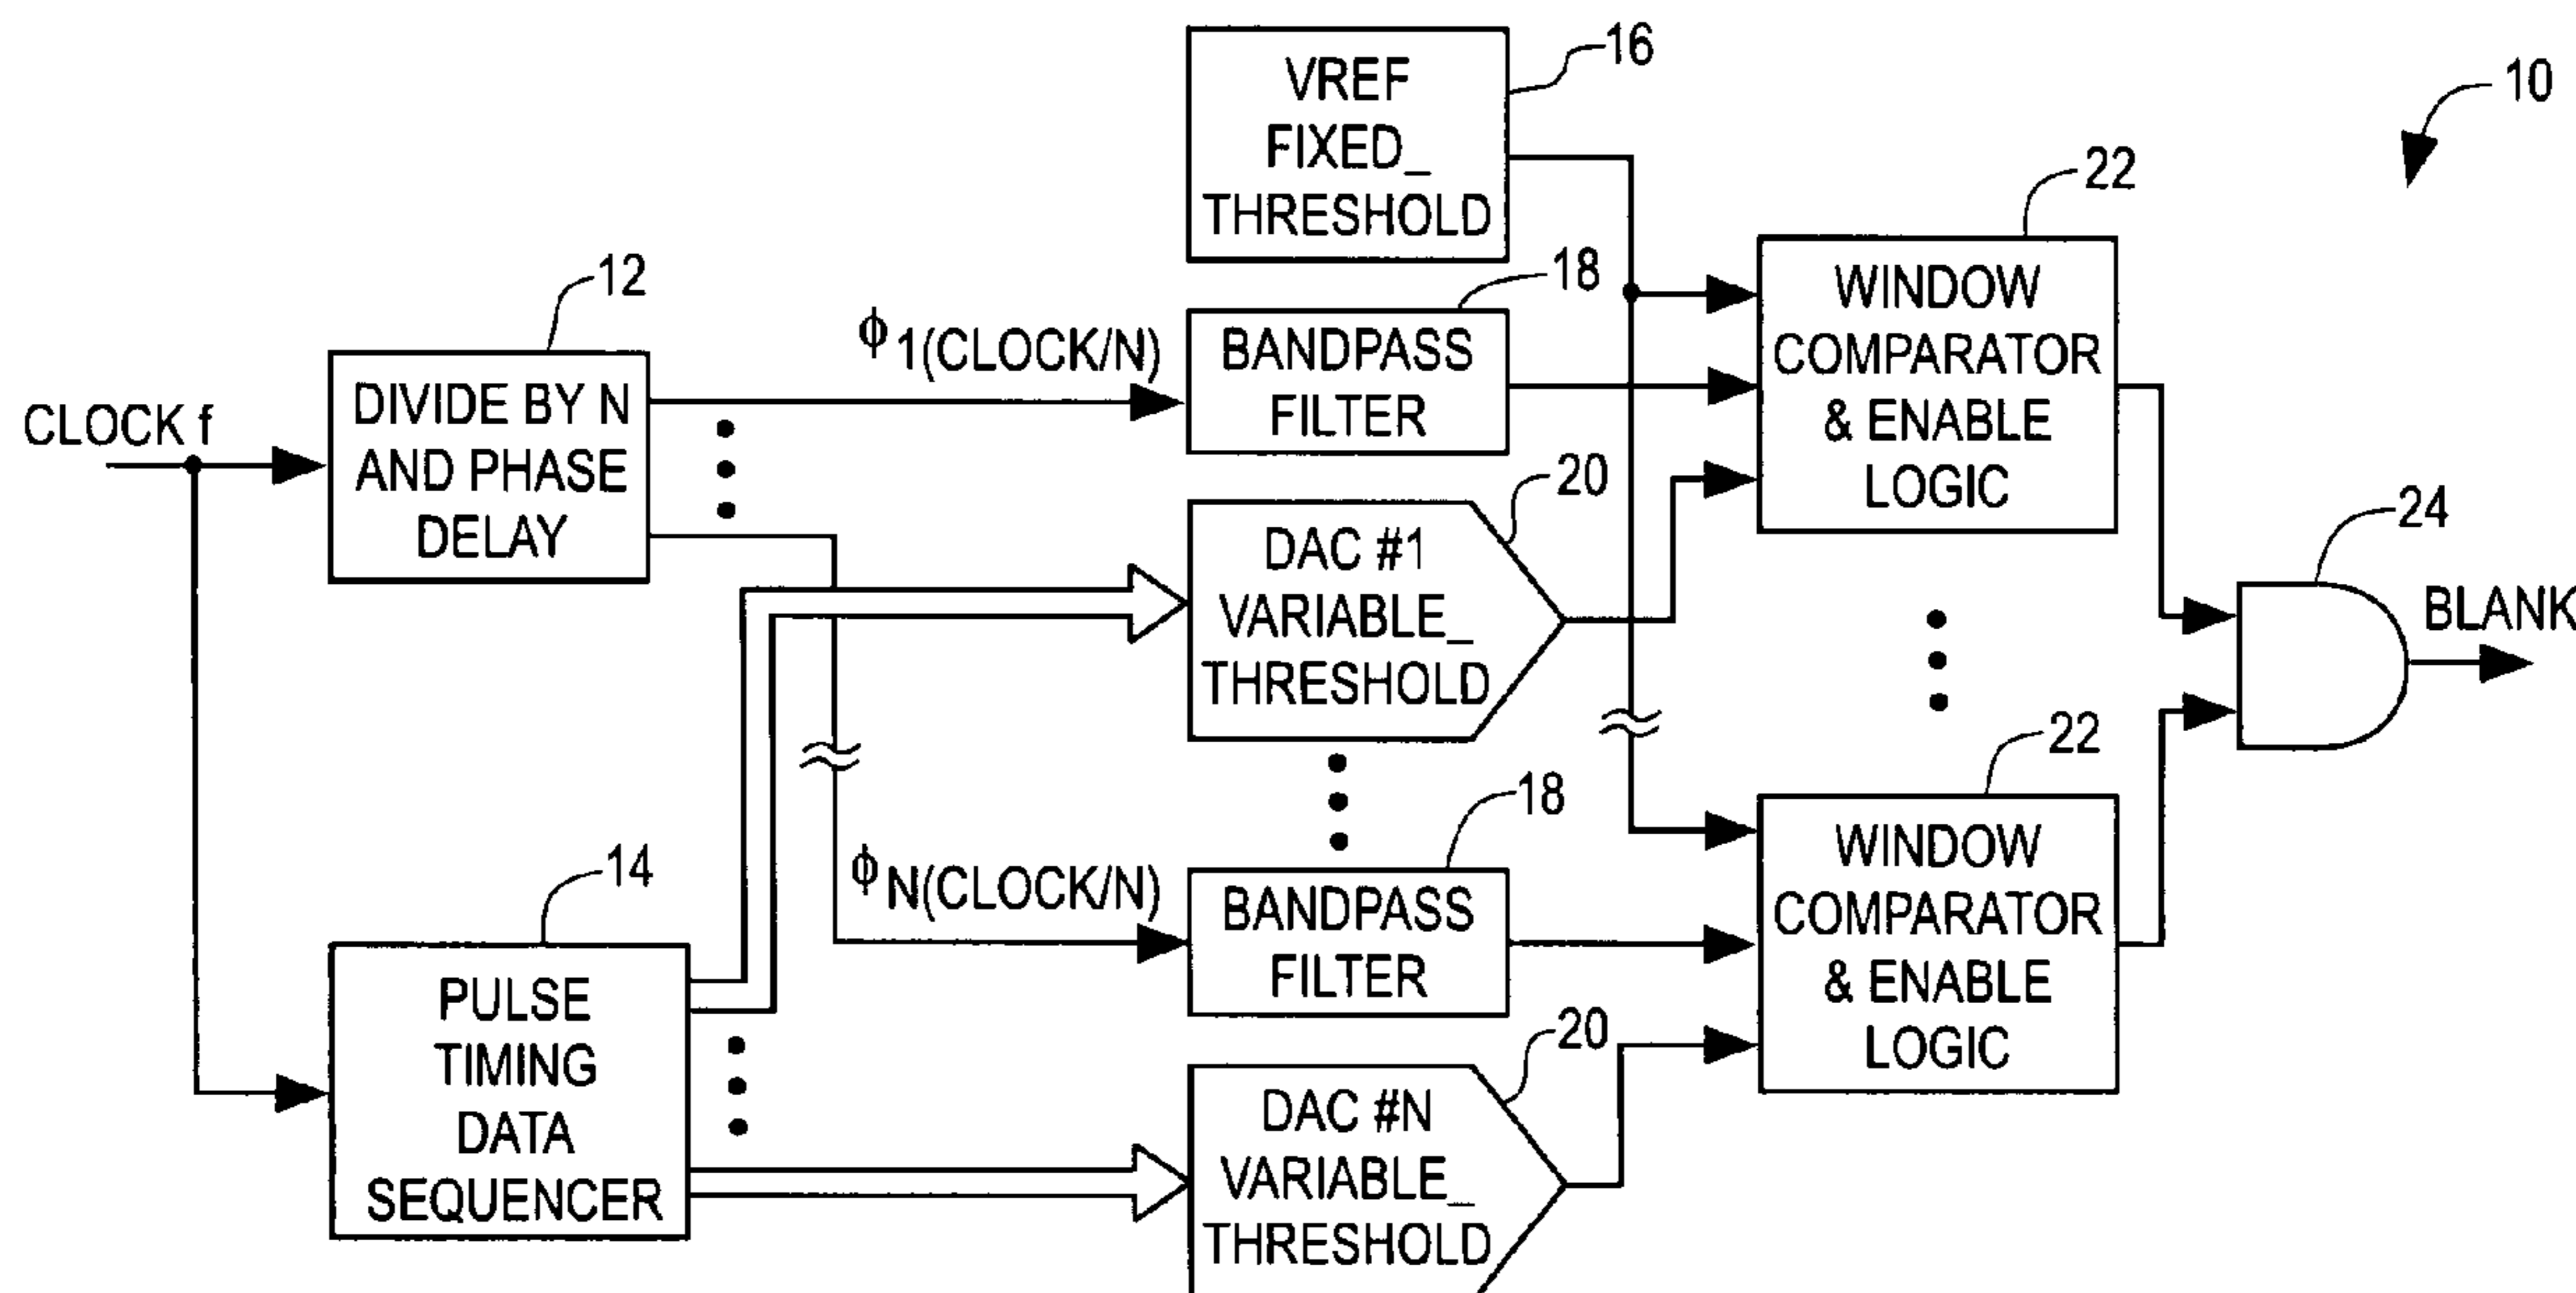 VREF
FIXED_
THRESHOLD
16
10
22
WINDOW
COMPARATOR
& ENABLE
LOGIC
12
DIVIDE BY N
AND PHASE
DELAY
CLOCK f
ϕ1(CLOCK/N)
18
BANDPASS
FILTER
20
DAC #1
VARIABLE_
THRESHOLD
24
BLANK
14
PULSE
TIMING
DATA
SEQUENCER
ϕN(CLOCK/N)
18
BANDPASS
FILTER
22
WINDOW
COMPARATOR
& ENABLE
LOGIC
20
DAC #N
VARIABLE_
THRESHOLD